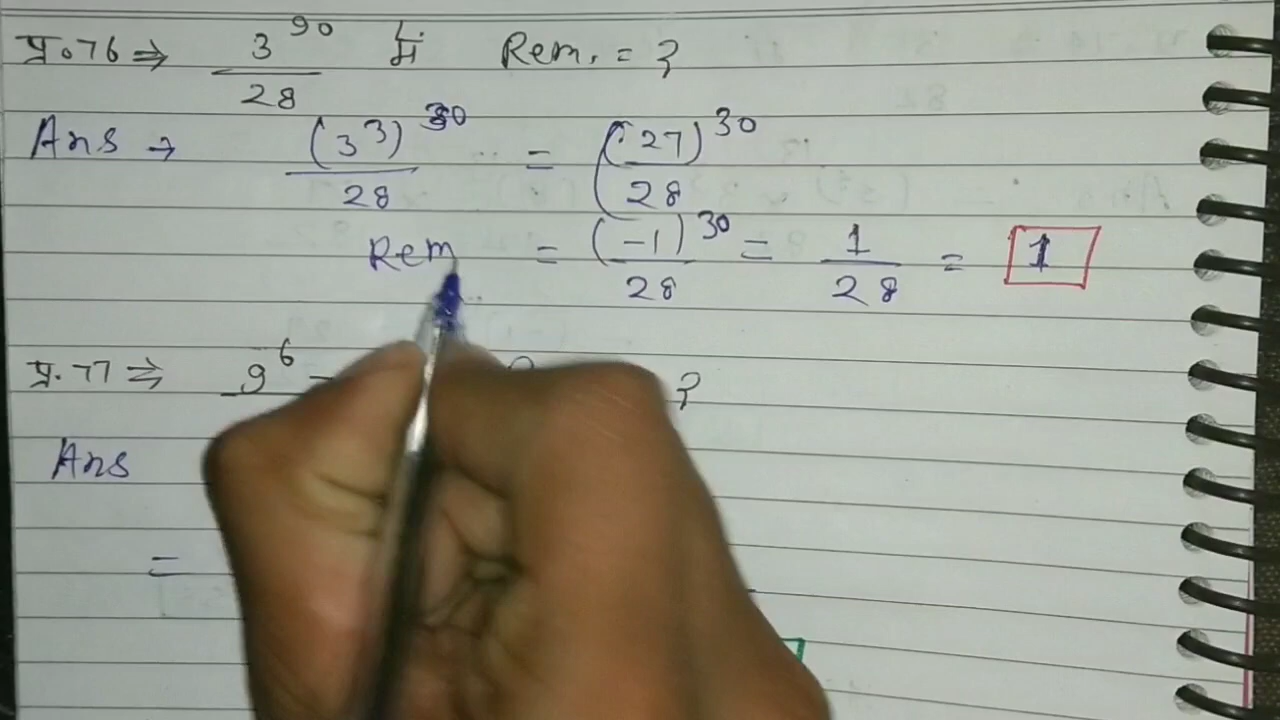 प्र॰76 ⇒ 3^90 / 28 में Rem. = ?
Ans → (3^3)^30 / 28 = (27)^30 / 28
Rem = (-1)^30 / 28 = 1 / 28 = 1
प्र. 77 ⇒ 9^6 ?
Ans
=